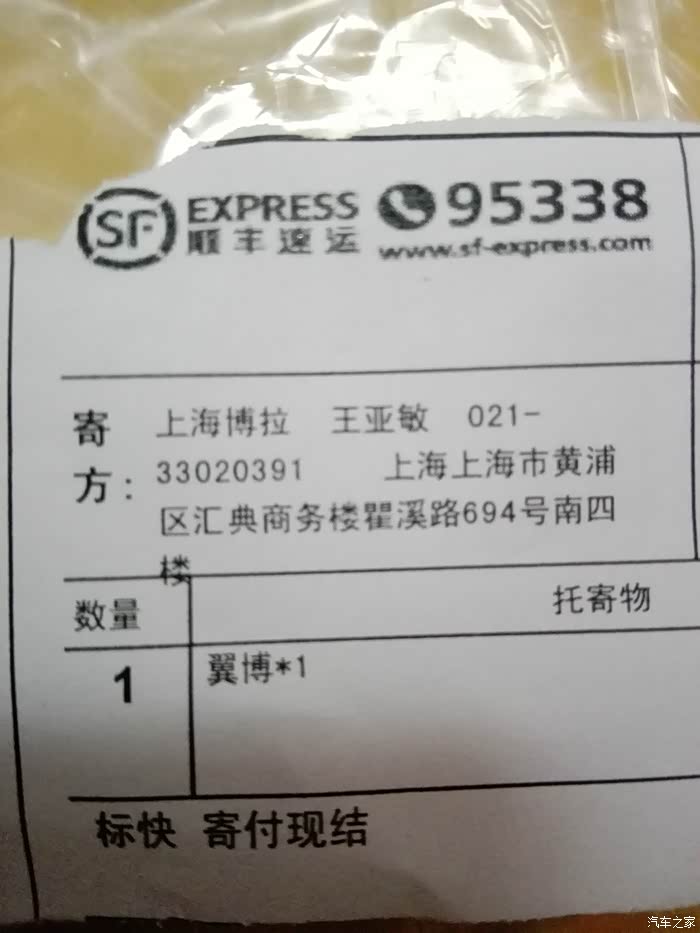 SF EXPRESS 95338
顺丰速运 www.sf-express.com
寄方: 上海博拉 王亚敏 021-
33020391 上海上海市黄浦
区汇典商务楼瞿溪路694号南四
楼
数量 托寄物
1 翼博*1
标快 寄付现结
汽车之家